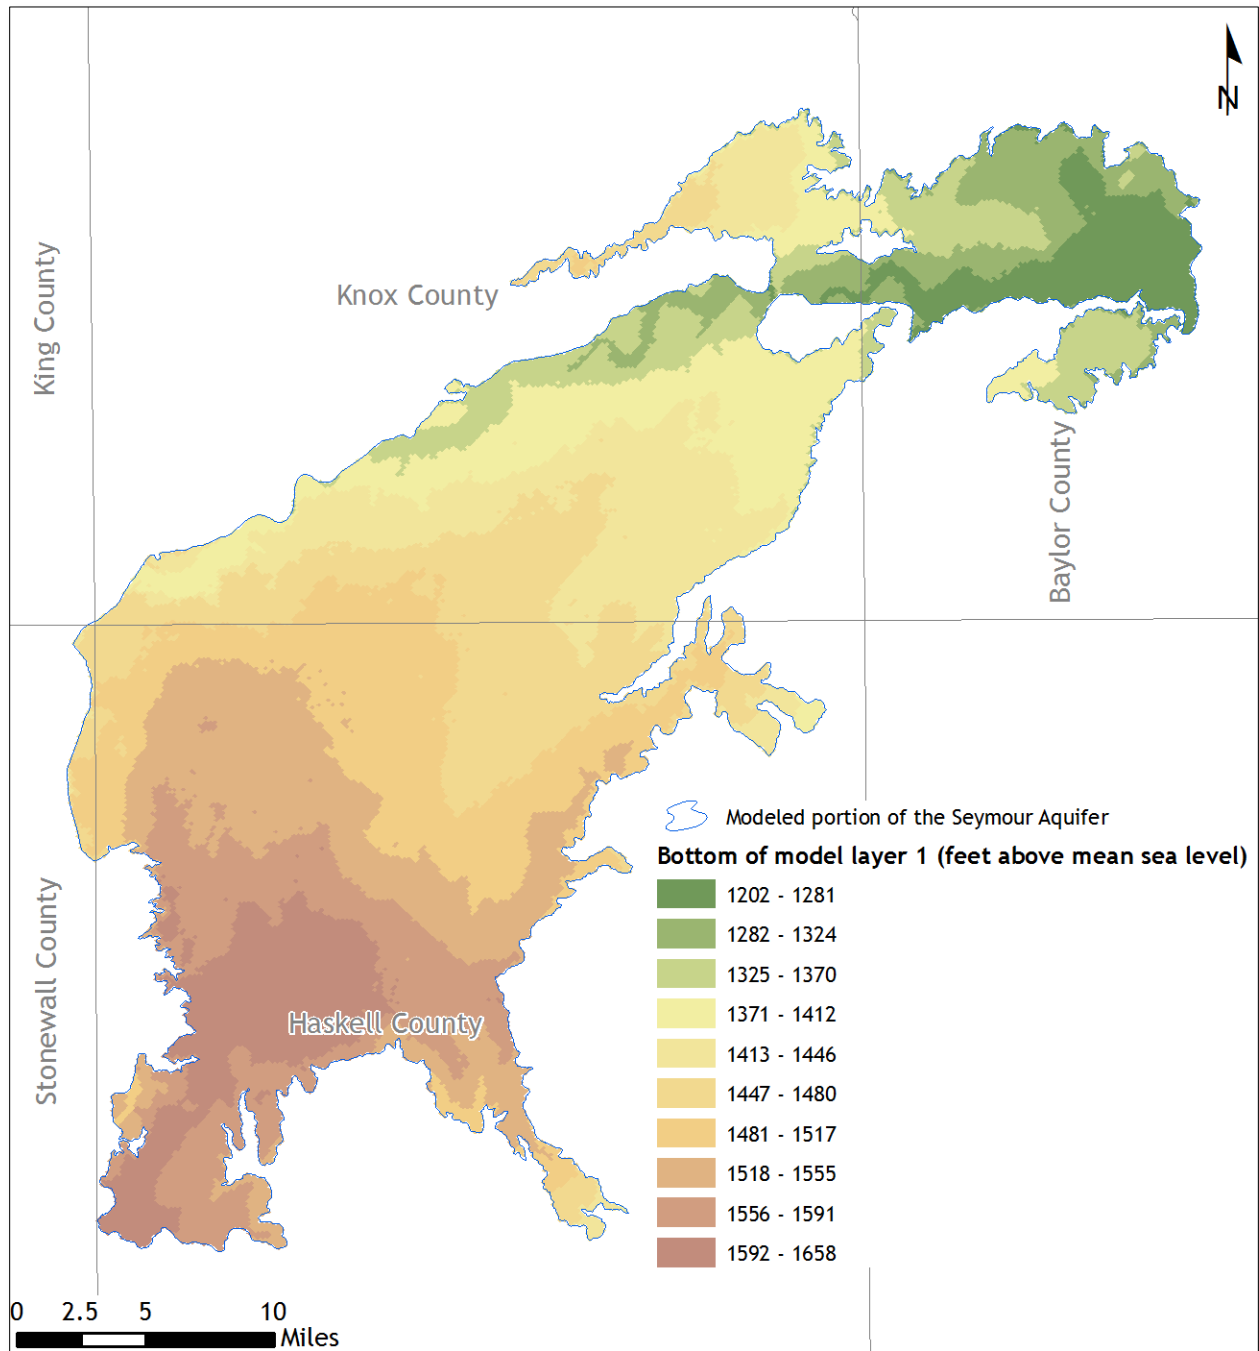 N
King County
Knox County
Baylor County
Modeled portion of the Seymour Aquifer
Bottom of model layer 1 (feet above mean sea level)
1202 - 1281
1282 - 1324
1325 - 1370
1371 - 1412
1413 - 1446
1447 - 1480
1481 - 1517
1518 - 1555
1556 - 1591
1592 - 1658
Stonewall County
Haskell County
0 2.5 5 10
Miles